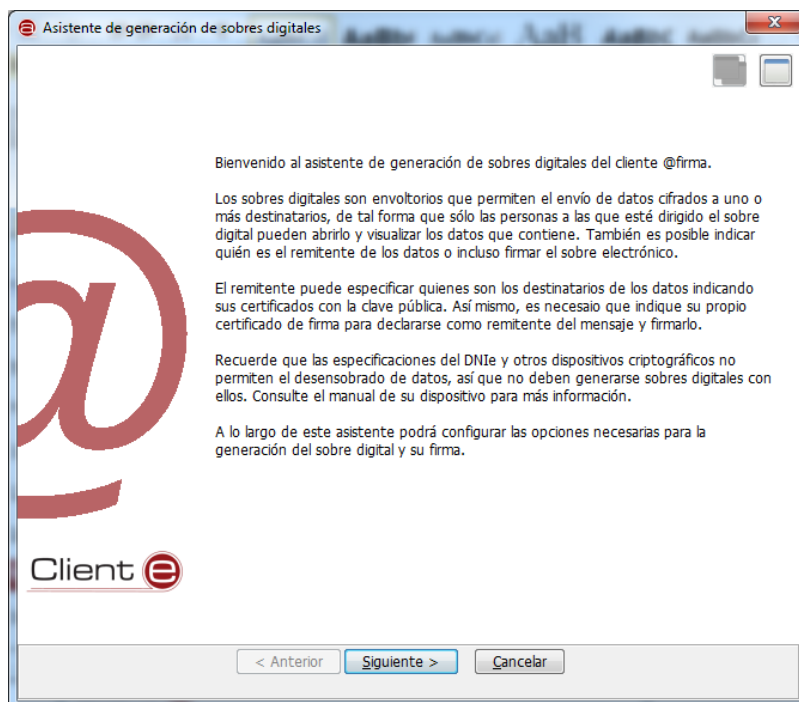 Asistente de generación de sobres digitales
Bienvenido al asistente de generación de sobres digitales del cliente @firma.
Los sobres digitales son envoltorios que permiten el envío de datos cifrados a uno o
más destinatarios, de tal forma que sólo las personas a las que esté dirigido el sobre
digital pueden abrirlo y visualizar los datos que contiene. También es posible indicar
quién es el remitente de los datos o incluso firmar el sobre electrónico.
El remitente puede especificar quienes son los destinatarios de los datos indicando
sus certificados con la clave pública. Así mismo, es necesaio que indique su propio
certificado de firma para declararse como remitente del mensaje y firmarlo.
Recuerde que las especificaciones del DNIe y otros dispositivos criptográficos no
permiten el desensobrado de datos, así que no deben generarse sobres digitales con
ellos. Consulte el manual de su dispositivo para más información.
A lo largo de este asistente podrá configurar las opciones necesarias para la
generación del sobre digital y su firma.
@
Client e
< Anterior Siguiente > Cancelar